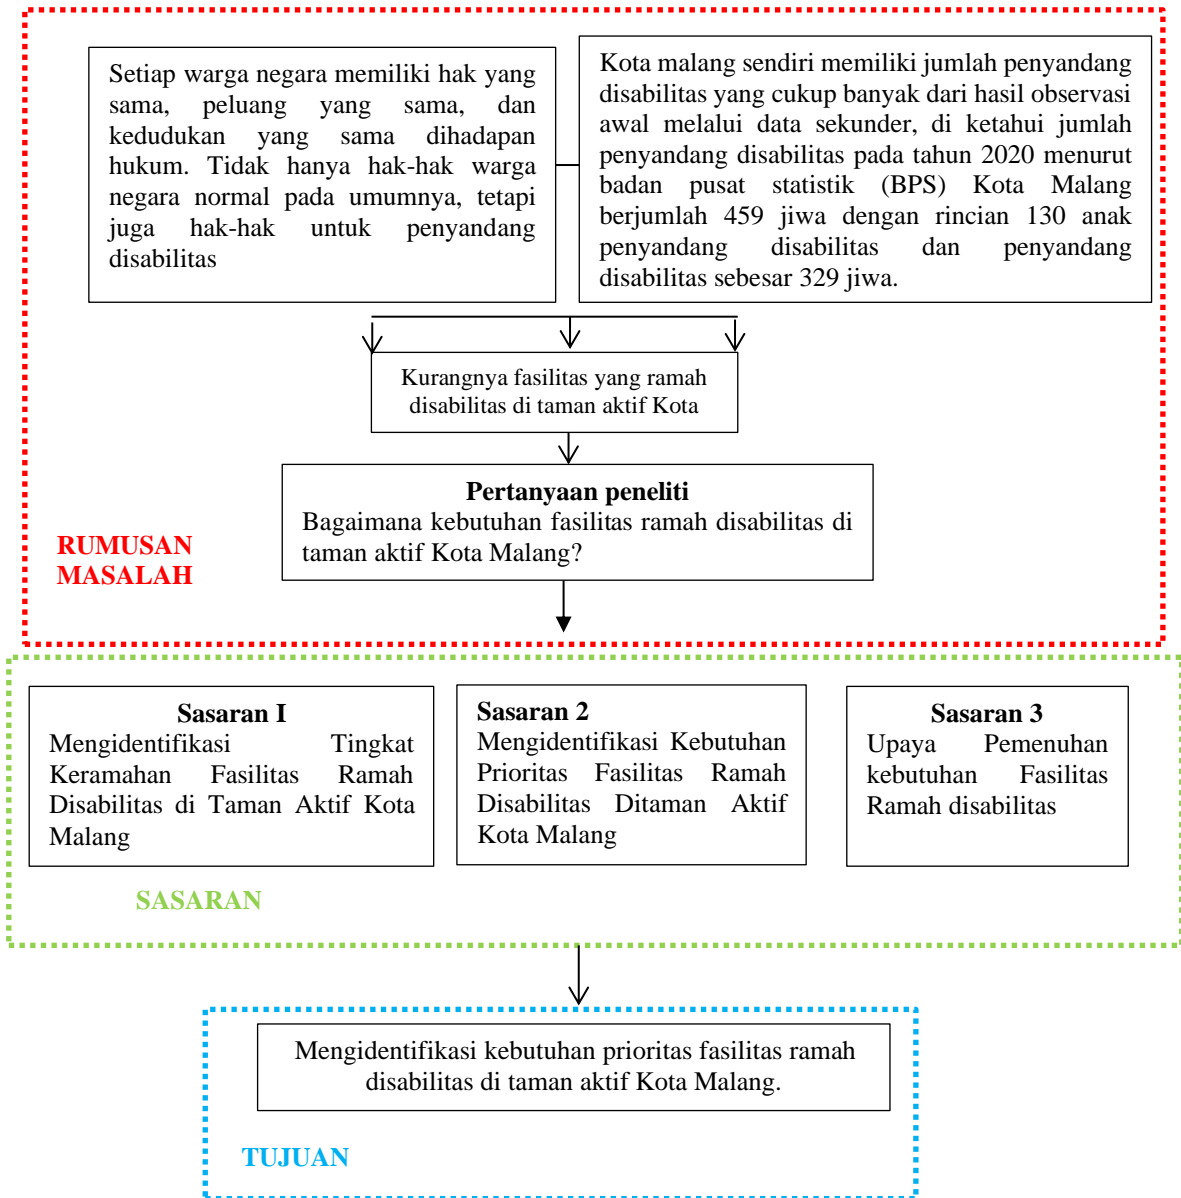 Setiap warga negara memiliki hak yang
sama, peluang yang sama, dan
kedudukan yang sama dihadapan
hukum. Tidak hanya hak-hak warga
negara normal pada umumnya, tetapi
juga hak-hak untuk penyandang
disabilitas
Kota malang sendiri memiliki jumlah penyandang
disabilitas yang cukup banyak dari hasil observasi
awal melalui data sekunder, di ketahui jumlah
penyandang disabilitas pada tahun 2020 menurut
badan pusat statistik (BPS) Kota Malang
berjumlah 459 jiwa dengan rincian 130 anak
penyandang disabilitas dan penyandang
disabilitas sebesar 329 jiwa.
Kurangnya fasilitas yang ramah
disabilitas di taman aktif Kota
Pertanyaan peneliti
Bagaimana kebutuhan fasilitas ramah disabilitas di
taman aktif Kota Malang?
RUMUSAN
MASALAH
Sasaran I
Mengidentifikasi Tingkat
Keramahan Fasilitas Ramah
Disabilitas di Taman Aktif Kota
Malang
Sasaran 2
Mengidentifikasi Kebutuhan
Prioritas Fasilitas Ramah
Disabilitas Ditaman Aktif
Kota Malang
Sasaran 3
Upaya Pemenuhan
kebutuhan Fasilitas
Ramah disabilitas
SASARAN
Mengidentifikasi kebutuhan prioritas fasilitas ramah
disabilitas di taman aktif Kota Malang.
TUJUAN